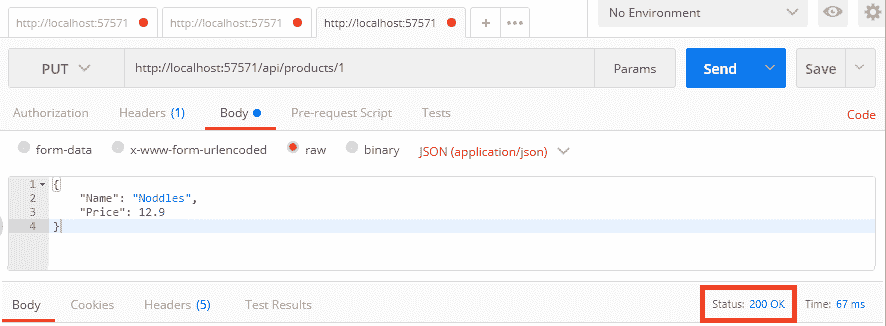 http://localhost:57571 http://localhost:57571 http://localhost:57571 + ••• No Environment
PUT http://localhost:57571/api/products/1 Params Send Save
Authorization Headers (1) Body Pre-request Script Tests Code
form-data x-www-form-urlencoded raw binary JSON (application/json)
1 {
2 "Name": "Noddles",
3 "Price": 12.9
4 }
Body Cookies Headers (5) Test Results Status: 200 OK Time: 67 ms